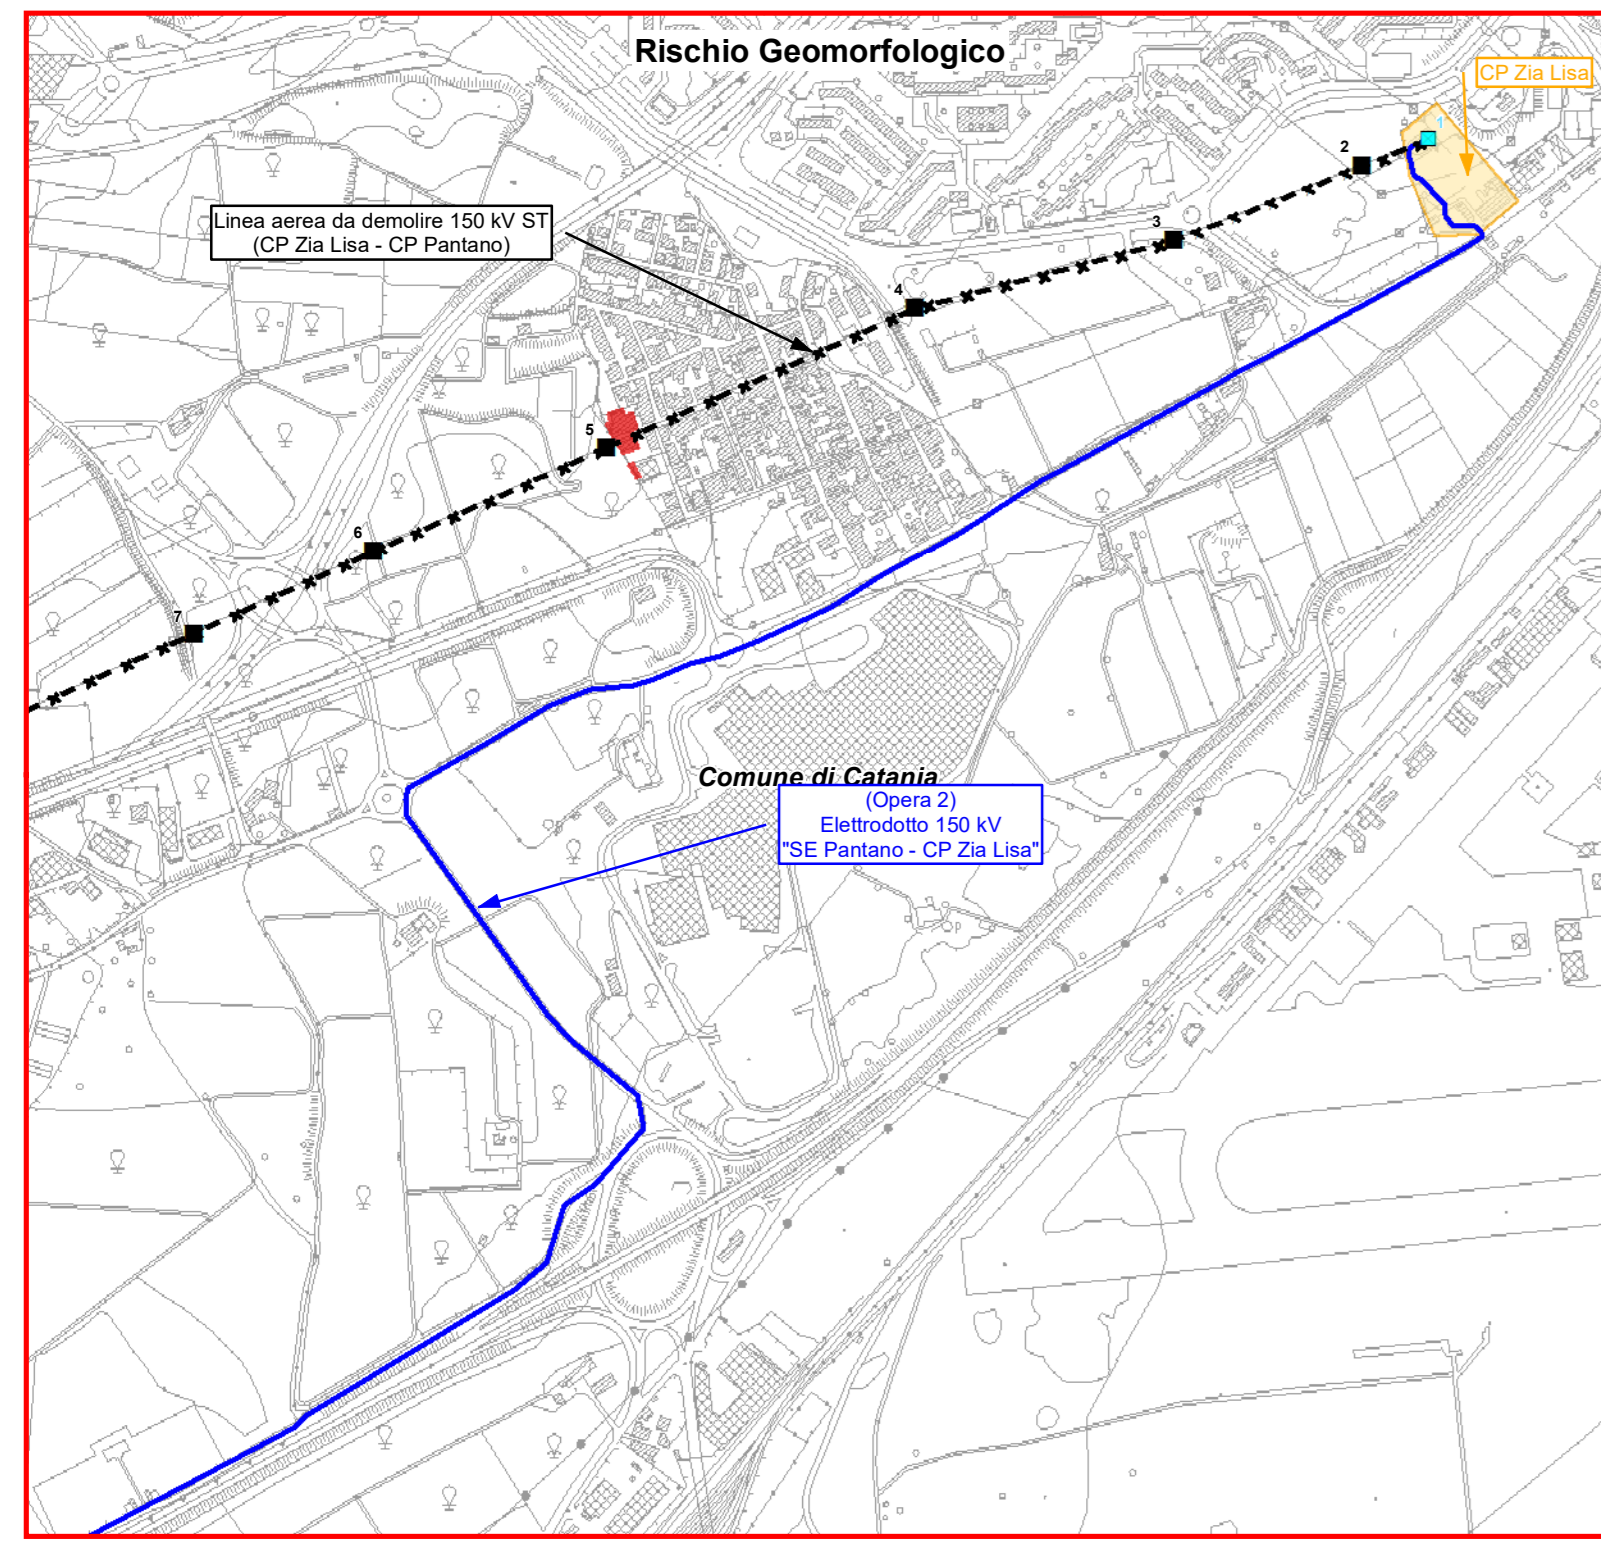 Rischio Geomorfologico
CP Zia Lisa
1
2
3
4
5
6
7
Linea aerea da demolire 150 kV ST
(CP Zia Lisa - CP Pantano)
Comune di Catania
(Opera 2)
Elettrodotto 150 kV
"SE Pantano - CP Zia Lisa"